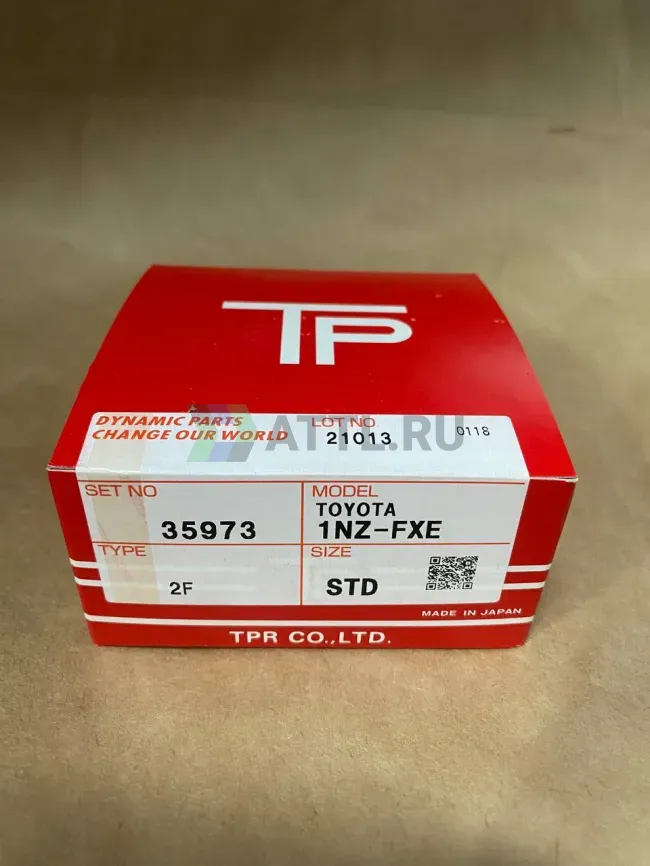 TP
DYNAMIC PARTS
CHANGE OUR WORLD
LOT NO
21013
0118
ATTL.RU
SET NO
35973
MODEL
TOYOTA
1NZ-FXE
TYPE
2F
SIZE
STD
MADE IN JAPAN
TPR CO.,LTD.